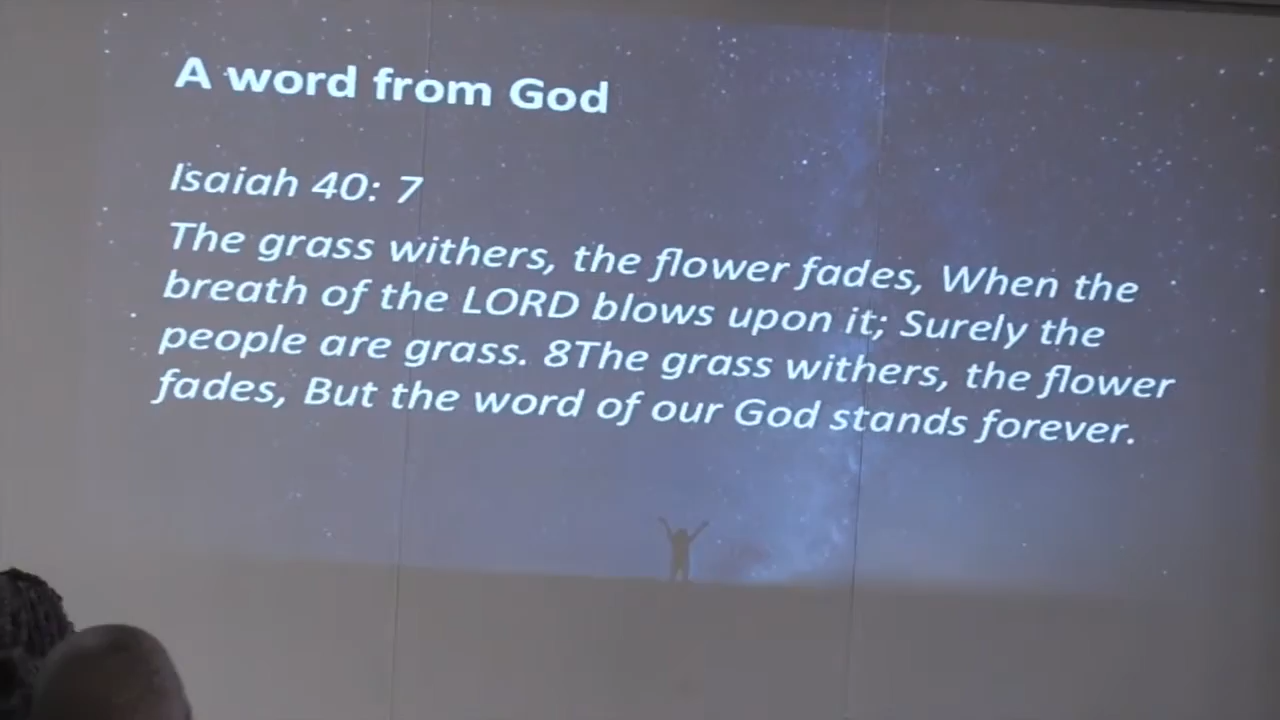 A word from God
Isaiah 40: 7
The grass withers, the flower fades, When the
breath of the LORD blows upon it; Surely the
people are grass. 8The grass withers, the flower
fades, But the word of our God stands forever.